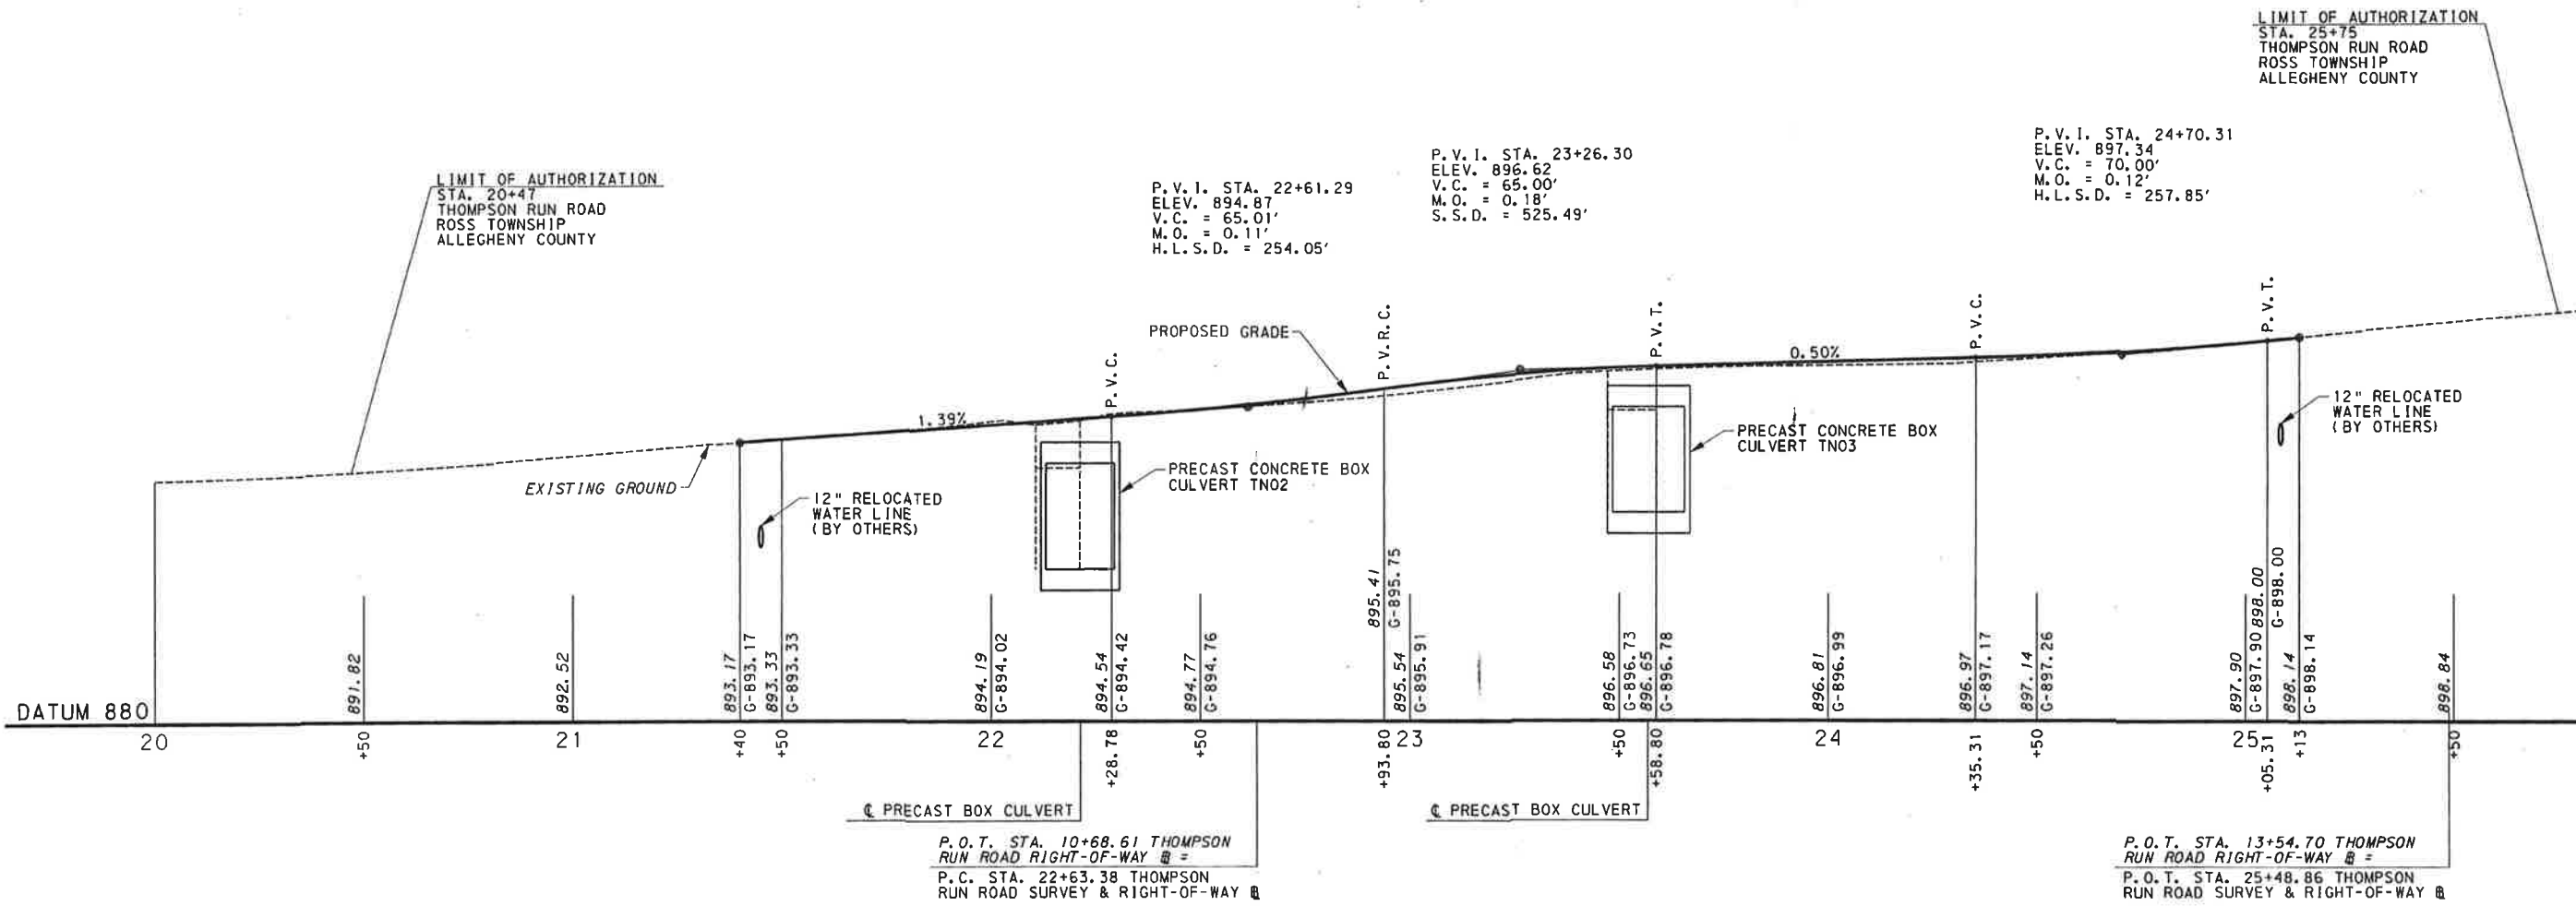 LIMIT OF AUTHORIZATION
STA. 25+75
THOMPSON RUN ROAD
ROSS TOWNSHIP
ALLEGHENY COUNTY
P.V.I. STA. 24+70.31
ELEV. 897.34
V.C. = 70.00'
M.O. = 0.12'
H.L.S.D. = 257.85'
P.V.I. STA. 23+26.30
ELEV. 896.62
V.C. = 65.00'
M.O. = 0.18'
S.S.D. = 525.49'
P.V.I. STA. 22+61.29
ELEV. 894.87
V.C. = 65.01'
M.O. = 0.11'
H.L.S.D. = 254.05'
LIMIT OF AUTHORIZATION
STA. 20+47
THOMPSON RUN ROAD
ROSS TOWNSHIP
ALLEGHENY COUNTY
PROPOSED GRADE
P.V.C.
P.V.R.C.
P.V.T.
P.V.C.
P.V.T.
1.39%
0.50%
EXISTING GROUND
12" RELOCATED
WATER LINE
(BY OTHERS)
PRECAST CONCRETE BOX
CULVERT TN02
PRECAST CONCRETE BOX
CULVERT TN03
12" RELOCATED
WATER LINE
(BY OTHERS)
891.82
892.52
893.17
G-893.17
893.33
G-893.33
894.19
G-894.02
894.54
G-894.42
894.77
G-894.76
895.41
G-895.75
895.54
G-895.91
896.58
G-896.73
896.65
G-896.78
896.81
G-896.99
896.97
G-897.17
897.14
G-897.26
897.90
G-897.90
898.00
G-898.00
898.14
G-898.14
898.84
DATUM 880
20
+50
21
+40
+50
22
+28.78
+50
+93.80
23
+50
+58.80
24
+35.31
+50
25
+05.31
+13
+50
℄ PRECAST BOX CULVERT
℄ PRECAST BOX CULVERT
P.O.T. STA. 10+68.61 THOMPSON
RUN ROAD RIGHT-OF-WAY =
P.C. STA. 22+63.38 THOMPSON
RUN ROAD SURVEY & RIGHT-OF-WAY
P.O.T. STA. 13+54.70 THOMPSON
RUN ROAD RIGHT-OF-WAY =
P.O.T. STA. 25+48.86 THOMPSON
RUN ROAD SURVEY & RIGHT-OF-WAY